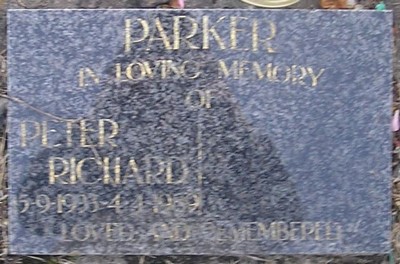 PARKER
IN LOVING MEMORY
OF
PETER
RICHARD
LOVED AND REMEMBERED